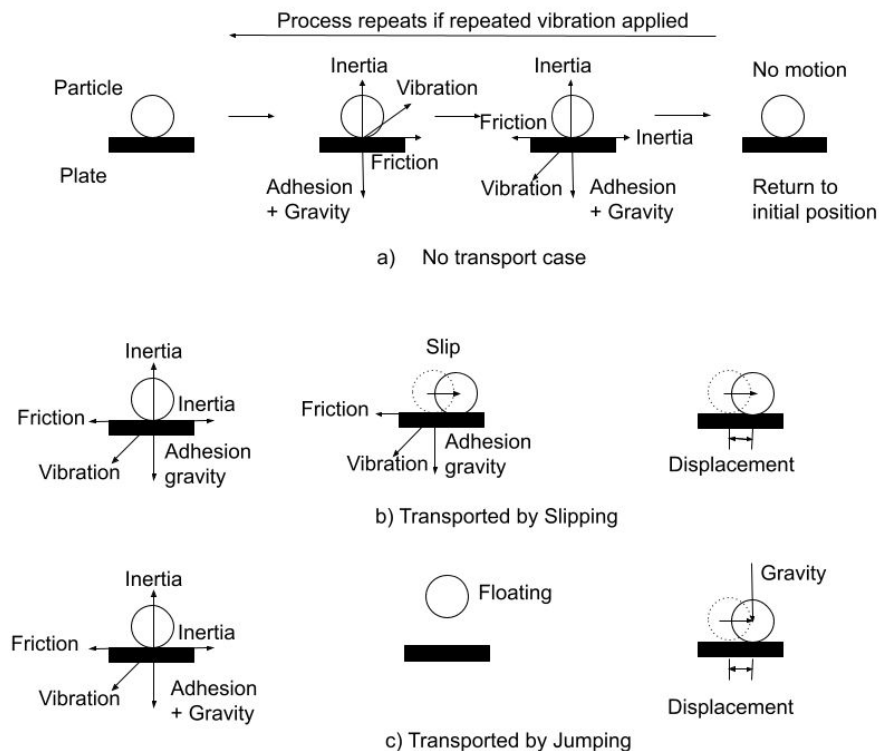 Process repeats if repeated vibration applied
Particle
Plate
Inertia
Vibration
Friction
Adhesion
+ Gravity
Inertia
Friction
Inertia
Vibration
Adhesion
+ Gravity
No motion
Return to
initial position
a) No transport case
Inertia
Friction
Inertia
Vibration
Adhesion
gravity
Slip
Friction
Vibration
Adhesion
gravity
Displacement
b) Transported by Slipping
Inertia
Friction
Inertia
Vibration
Adhesion
+ Gravity
Floating
Gravity
Displacement
c) Transported by Jumping